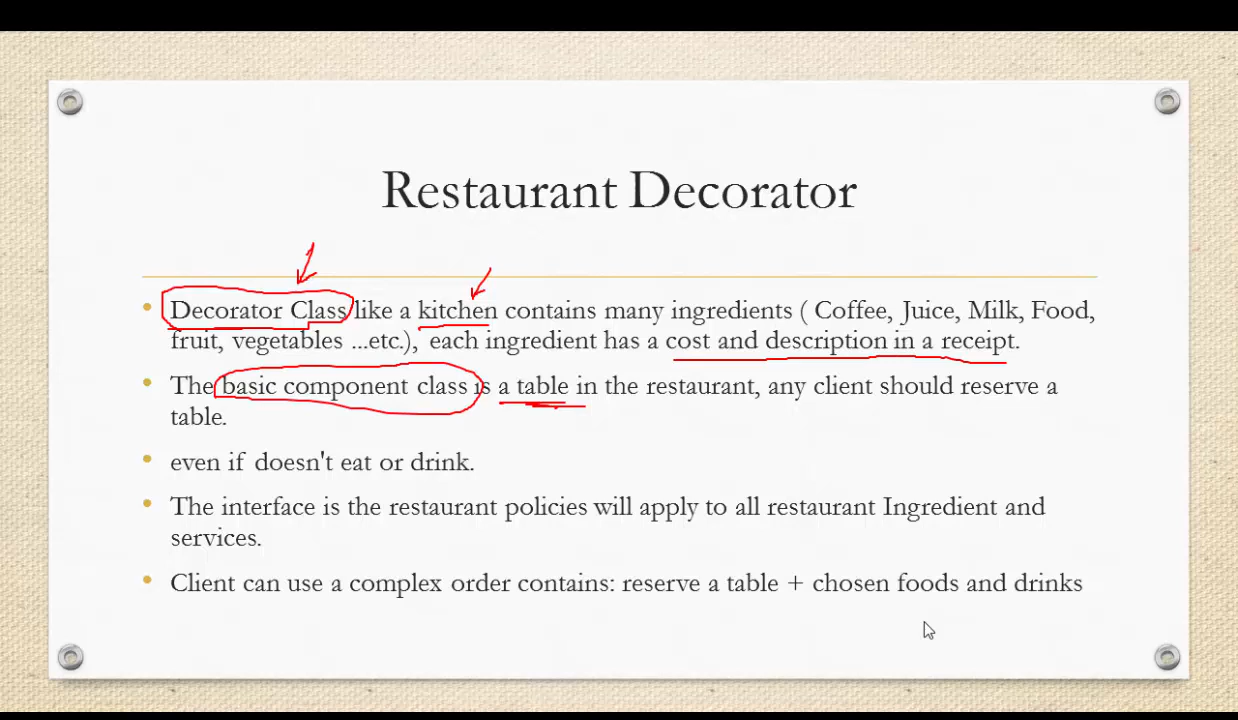 Restaurant Decorator
• Decorator Class like a kitchen contains many ingredients ( Coffee, Juice, Milk, Food,
fruit, vegetables ...etc.), each ingredient has a cost and description in a receipt.
• The basic component class is a table in the restaurant, any client should reserve a
table.
• even if doesn't eat or drink.
• The interface is the restaurant policies will apply to all restaurant Ingredient and
services.
• Client can use a complex order contains: reserve a table + chosen foods and drinks